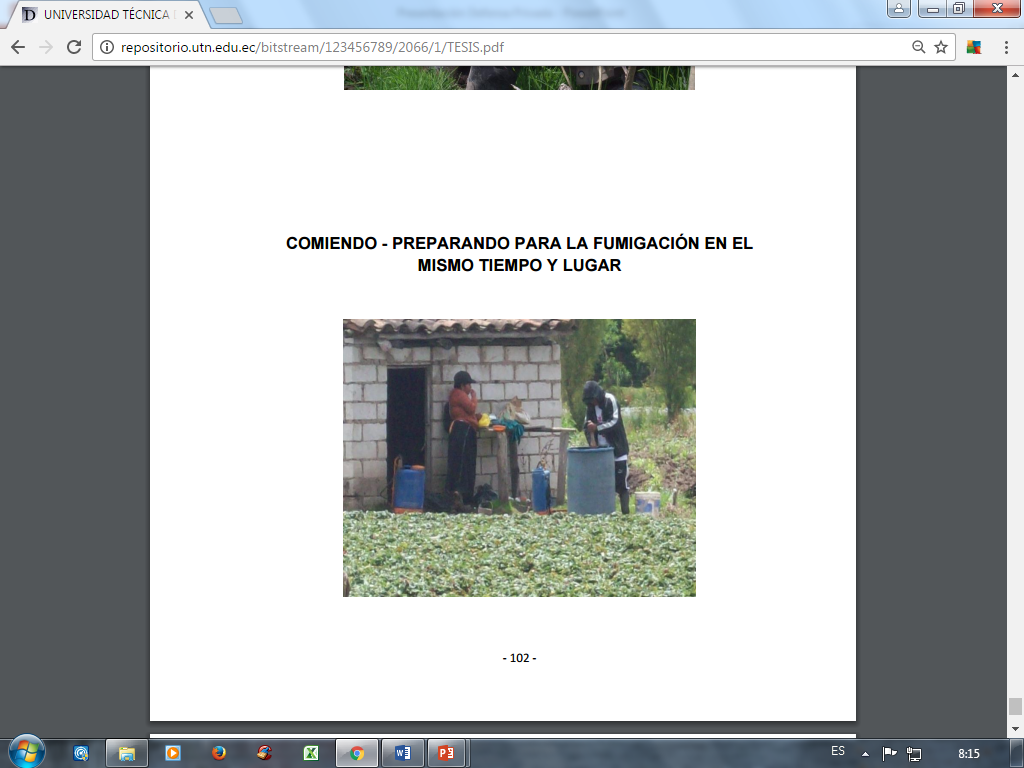 UNIVERSIDAD TÉCNICA
repositorio.utn.edu.ec/bitstream/123456789/2066/1/TESIS.pdf
COMIENDO - PREPARANDO PARA LA FUMIGACIÓN EN EL
MISMO TIEMPO Y LUGAR
- 102 -
ES
8:15